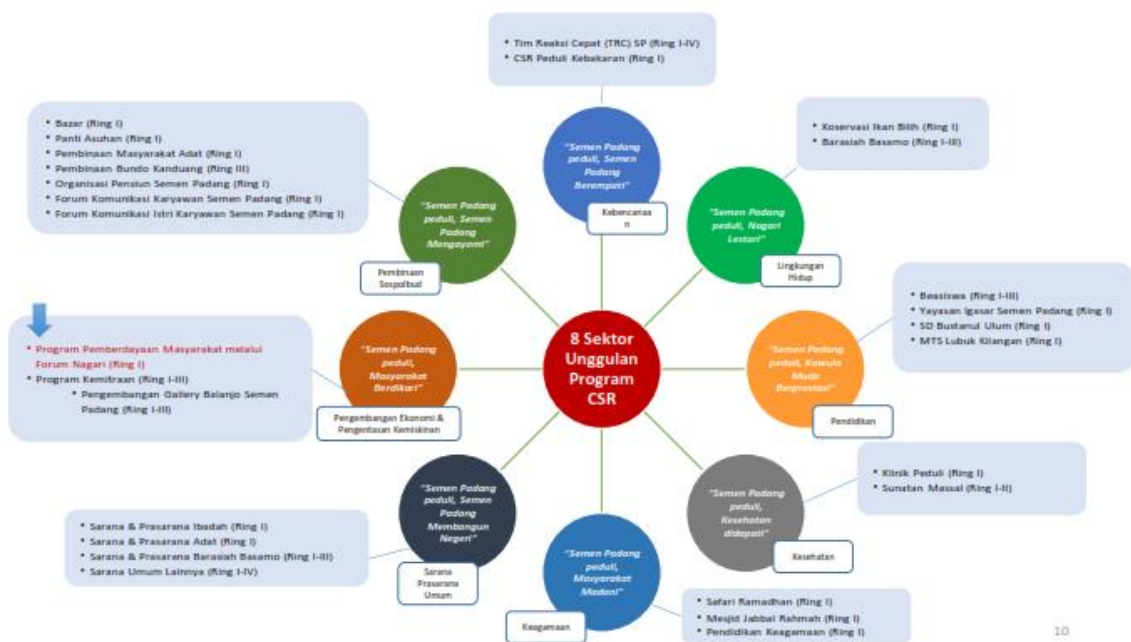 • Tim Reaksi Cepat (TRC) SP (Ring I-IV)
• CSR Peduli Kebakaran (Ring I)
"Semen Padang
peduli, Semen
Padang
Berempati"
Kebencanaa
n
• Koservasi Ikan Bilih (Ring I)
• Barasiah Basamo (Ring I-III)
"Semen Padang
peduli, Nagari
Lestari"
Lingkungan
Hidup
• Beasiswa (Ring I-III)
• Yayasan Igasar Semen Padang (Ring I)
• SD Bustanul Ulum (Ring I)
• MTS Lubuk Kilangan (Ring I)
"Semen Padang
peduli, Kawula
Muda
Berprestasi"
Pendidikan
• Klinik Peduli (Ring I)
• Sunatan Massal (Ring I-II)
"Semen Padang
peduli,
Kesehatan
didapati"
Kesehatan
• Safari Ramadhan (Ring I)
• Mesjid Jabbal Rahmah (Ring I)
• Pendidikan Keagamaan (Ring I)
"Semen Padang
peduli,
Masyarakat
Madani"
Keagamaan
• Sarana & Prasarana Ibadah (Ring I)
• Sarana & Prasarana Adat (Ring I)
• Sarana & Prasarana Barasiah Basamo (Ring I-III)
• Sarana Umum Lainnya (Ring I-IV)
"Semen Padang
peduli, Semen
Padang
Membangun
Negeri"
Sarana
Prasarana
Umum
• Program Pemberdayaan Masyarakat melalui
Forum Nagari (Ring I)
• Program Kemitraan (Ring I-III)
• Pengembangan Gallery Balanjo Semen
Padang (Ring I-III)
"Semen Padang
peduli,
Masyarakat
Berdikari"
Pengembangan Ekonomi &
Pengentasan Kemiskinan
• Bazar (Ring I)
• Panti Asuhan (Ring I)
• Pembinaan Masyarakat Adat (Ring I)
• Pembinaan Bundo Kanduang (Ring III)
• Organisasi Pensiun Semen Padang (Ring I)
• Forum Komunikasi Karyawan Semen Padang (Ring I)
• Forum Komunikasi Istri Karyawan Semen Padang (Ring I)
"Semen Padang
peduli, Semen
Padang
Mengayomi"
Pembinaan
Sospolbud
8 Sektor
Unggulan
Program
CSR
10